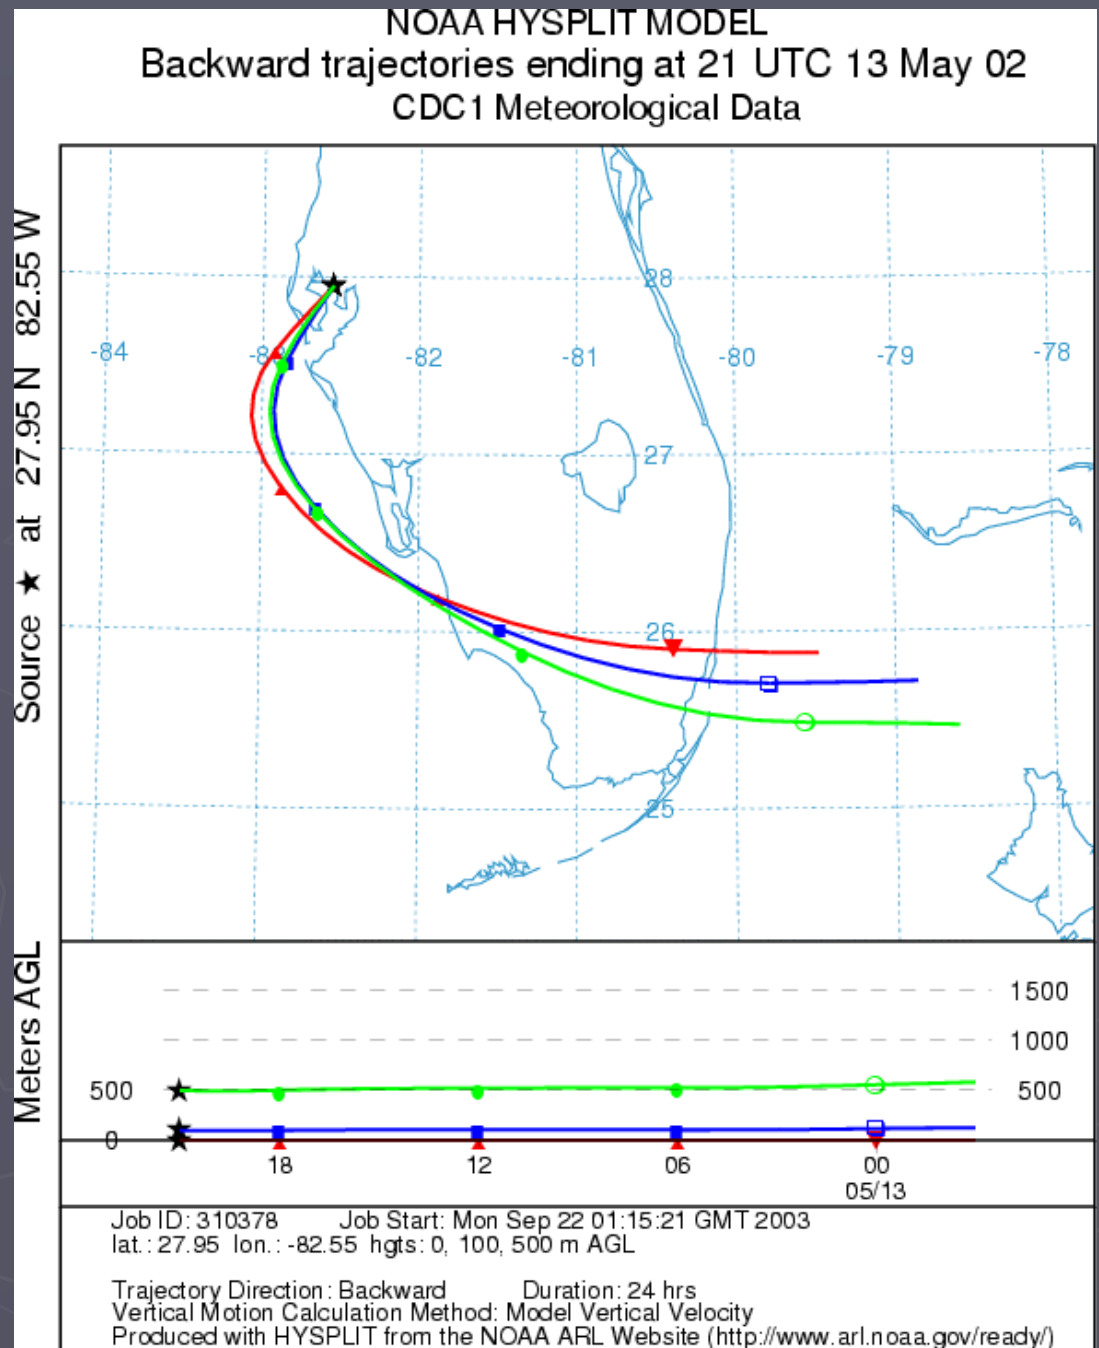 NOAA HYSPLIT MODEL
Backward trajectories ending at 21 UTC 13 May 02
CDC1 Meteorological Data
Source ★ at 27.95 N 82.55 W
28
-84
-83
-82
-81
-80
-79
-78
27
26
25
Meters AGL
1500
1000
500
500
0
18
12
06
00
05/13
Job ID: 310378 Job Start: Mon Sep 22 01:15:21 GMT 2003
lat.: 27.95 lon.: -82.55 hgts: 0, 100, 500 m AGL
Trajectory Direction: Backward Duration: 24 hrs
Vertical Motion Calculation Method: Model Vertical Velocity
Produced with HYSPLIT from the NOAA ARL Website (http://www.arl.noaa.gov/ready/)